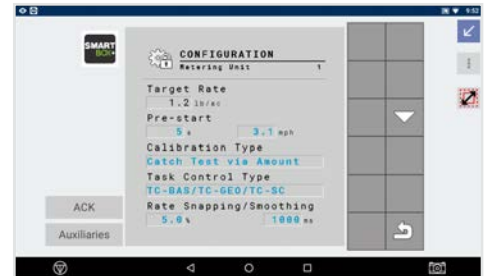 9:52
SMART
BOX+
CONFIGURATION
Metering Unit 1
Target Rate
1.2 lb/ac
Pre-start
5 s 3.1 mph
Calibration Type
Catch Test via Amount
Task Control Type
TC-BAS/TC-GEO/TC-SC
Rate Snapping/Smoothing
5.0 % 1000 ms
ACK
Auxiliaries